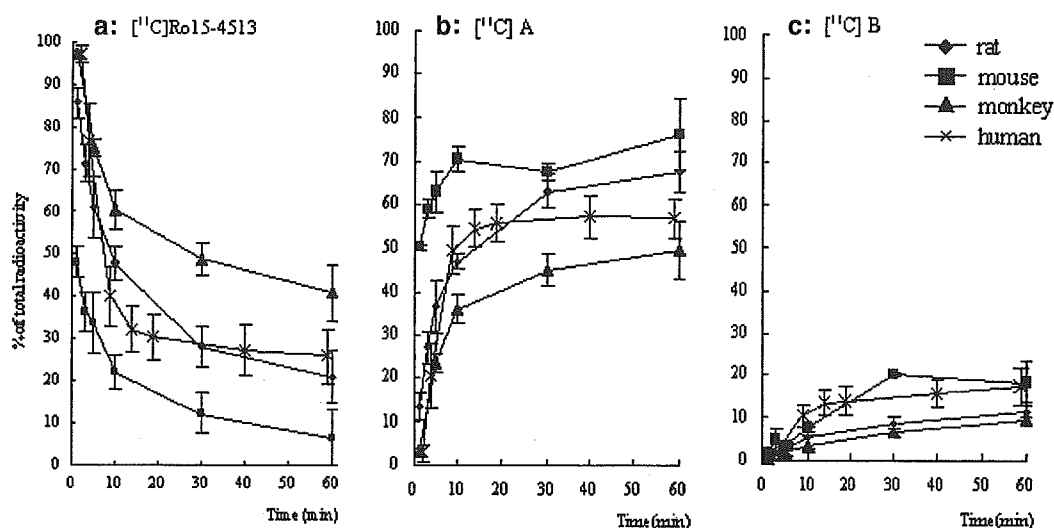 a: [¹¹C]Ro15-4513
b: [¹¹C] A
c: [¹¹C] B
rat
mouse
monkey
human
% of total radioactivity
100
90
80
70
60
50
40
30
20
10
0
0 10 20 30 40 50 60
Time (min)
100
90
80
70
60
50
40
30
20
10
0
0 10 20 30 40 50 60
Time (min)
100
90
80
70
60
50
40
30
20
10
0
0 10 20 30 40 50 60
Time (min)